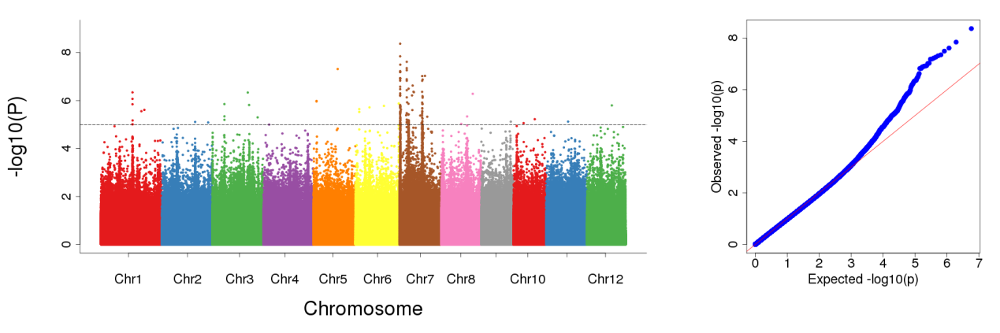 -log10(P)
8
6
4
2
0
Chr1 Chr2 Chr3 Chr4 Chr5 Chr6 Chr7 Chr8 Chr10 Chr12
Chromosome
Observed -log10(p)
8
6
4
2
0
0 1 2 3 4 5 6 7
Expected -log10(p)